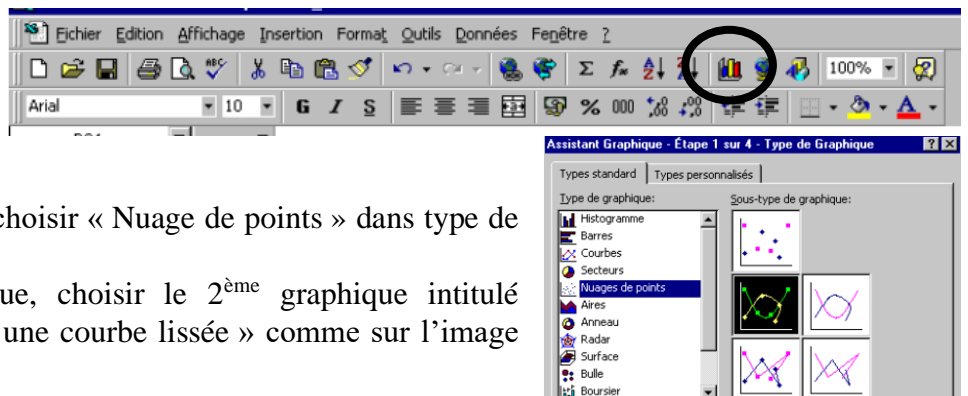 Fichier Edition Affichage Insertion Format Outils Données Fenêtre ?
ABC Σ fx 100%
Arial 10 G I S % 000
Assistant Graphique - Étape 1 sur 4 - Type de Graphique
Types standard Types personnalisés
Type de graphique: Sous-type de graphique:
Histogramme
Barres
Courbes
Secteurs
Nuages de points
Aires
Anneau
Radar
Surface
Bulle
Boursier
choisir « Nuage de points » dans type de
ue, choisir le 2ème graphique intitulé
une courbe lissée » comme sur l’image